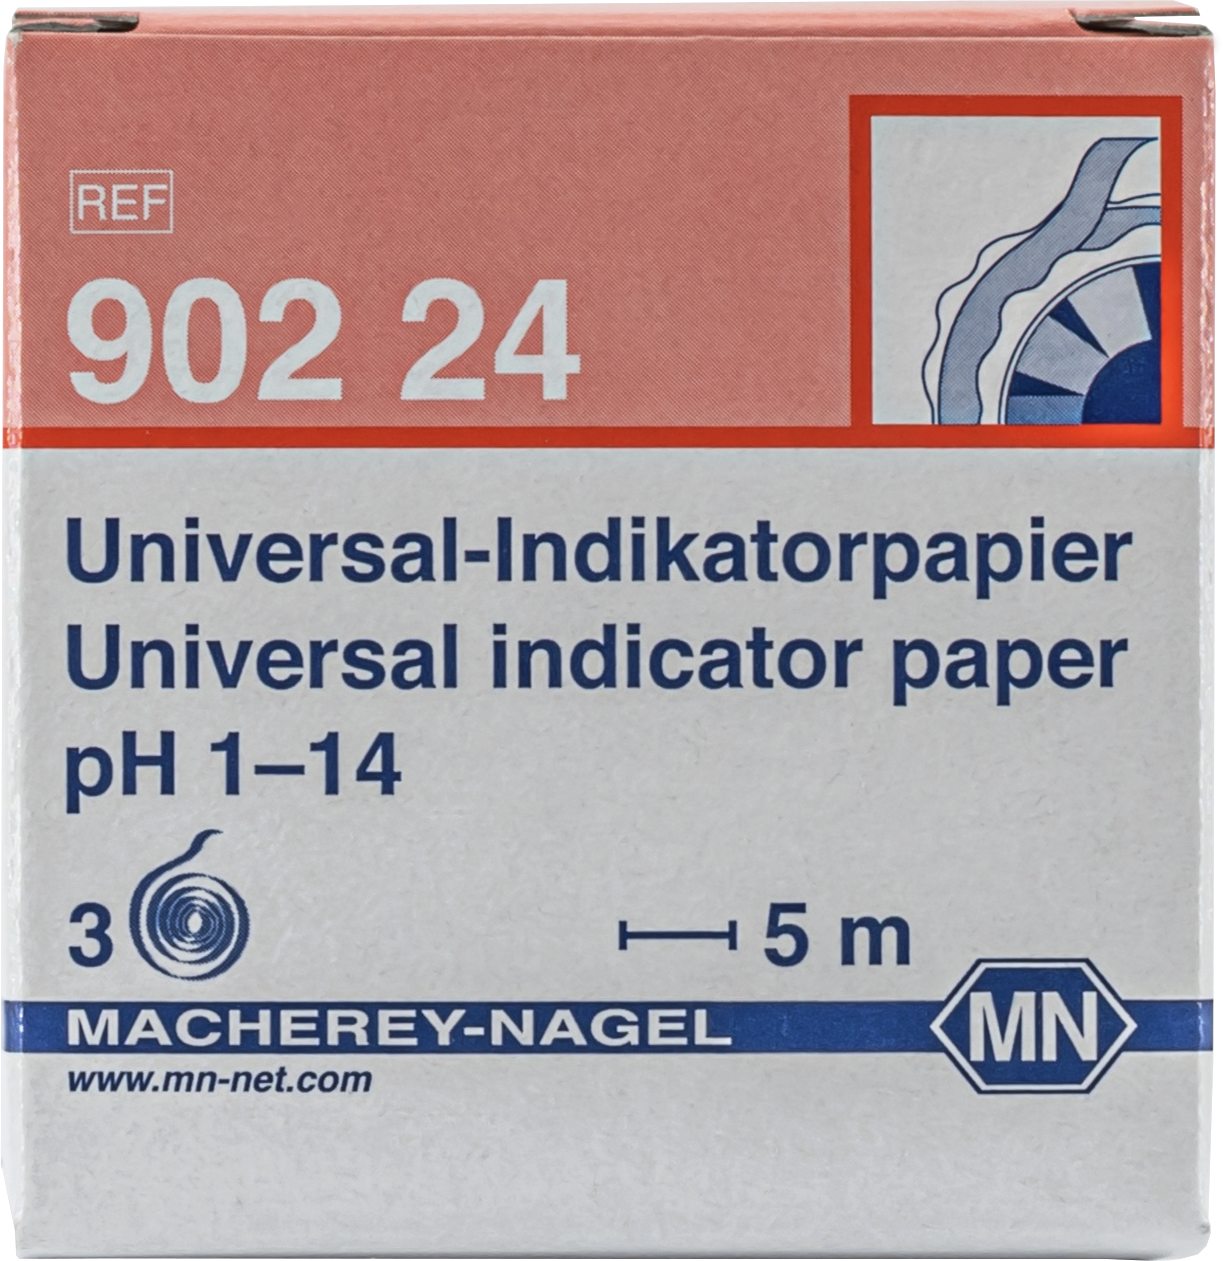 REF
902 24
Universal-Indikatorpapier
Universal indicator paper
pH 1–14
3 5 m
MACHEREY-NAGEL MN
www.mn-net.com